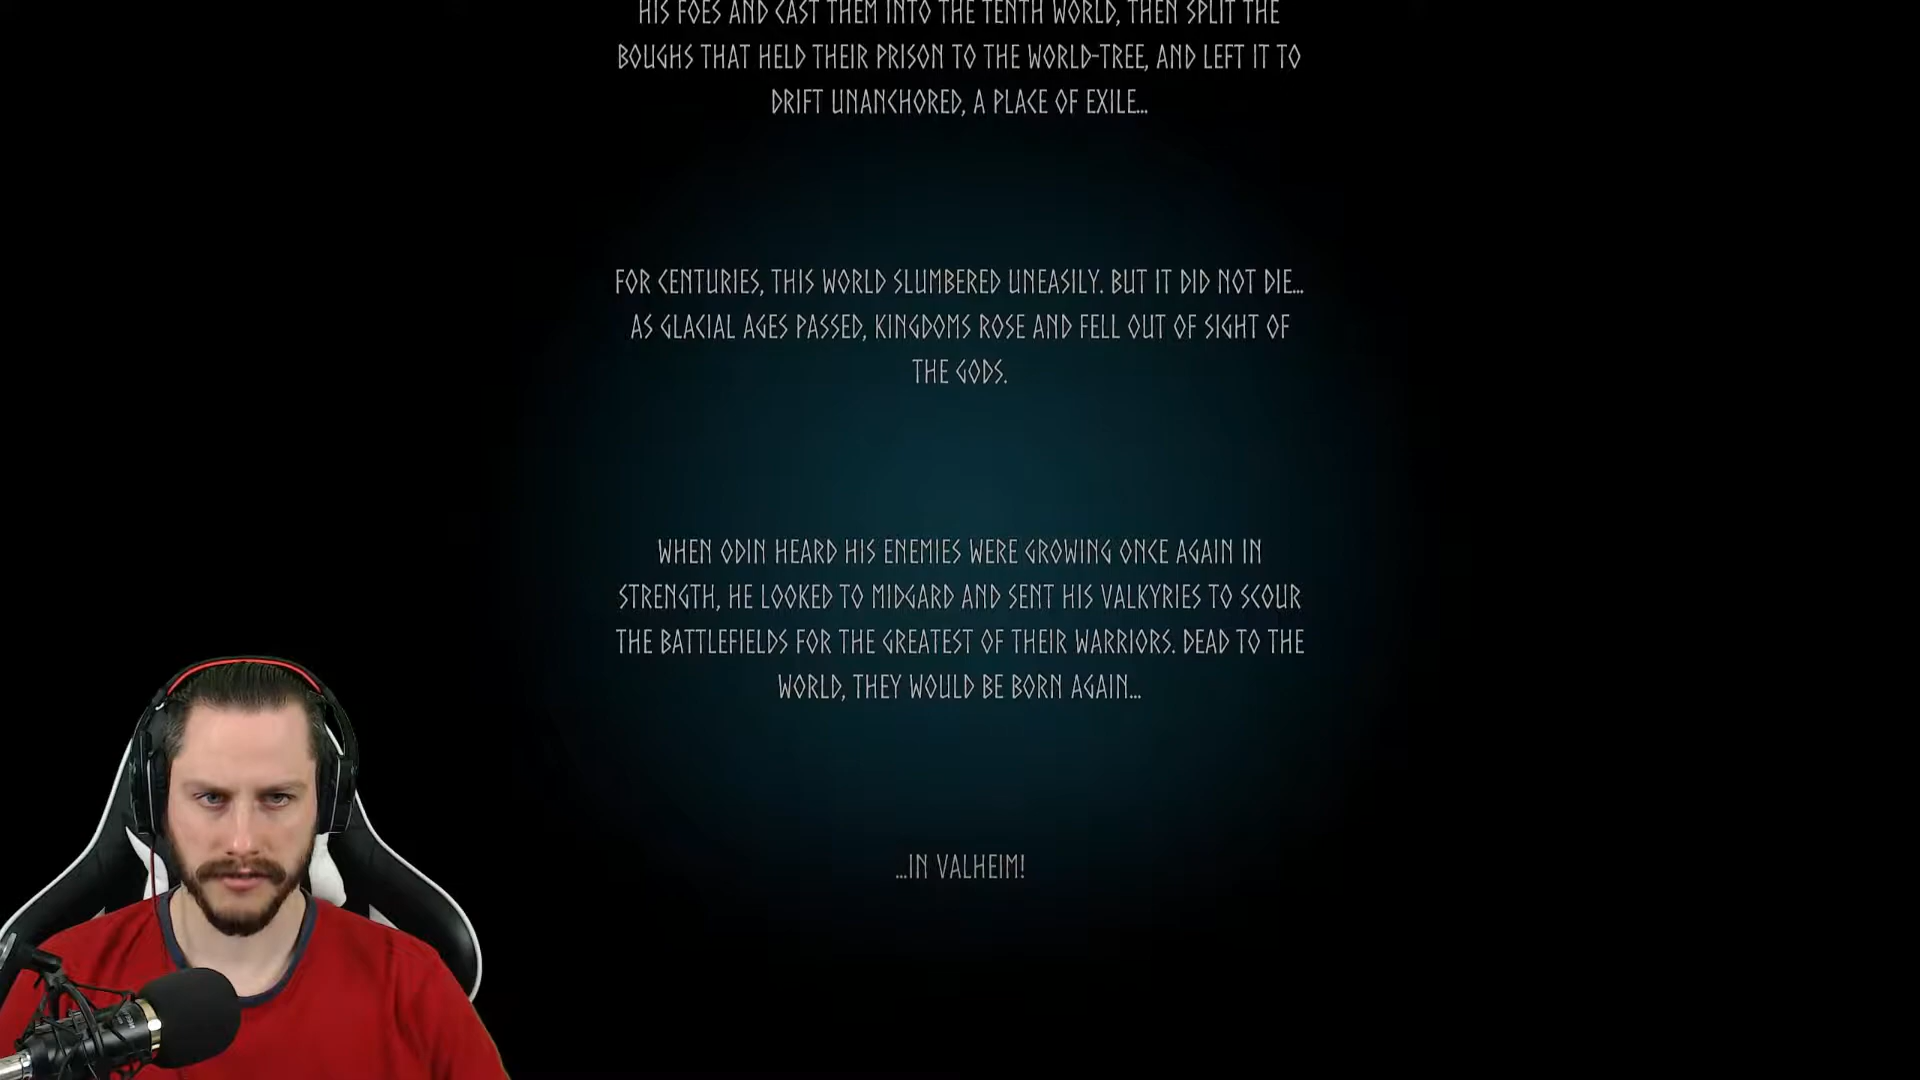 HIS FOES AND CAST THEM INTO THE TENTH WORLD, THEN SPLIT THE
BOUGHS THAT HELD THEIR PRISON TO THE WORLD-TREE, AND LEFT IT TO
DRIFT UNANCHORED, A PLACE OF EXILE...
FOR CENTURIES, THIS WORLD SLUMBERED UNEASILY. BUT IT DID NOT DIE...
AS GLACIAL AGES PASSED, KINGDOMS ROSE AND FELL OUT OF SIGHT OF
THE GODS.
WHEN ODIN HEARD HIS ENEMIES WERE GROWING ONCE AGAIN IN
STRENGTH, HE LOOKED TO MIDGARD AND SENT HIS VALKYRIES TO SCOUR
THE BATTLEFIELDS FOR THE GREATEST OF THEIR WARRIORS. DEAD TO THE
WORLD, THEY WOULD BE BORN AGAIN...
...IN VALHEIM!